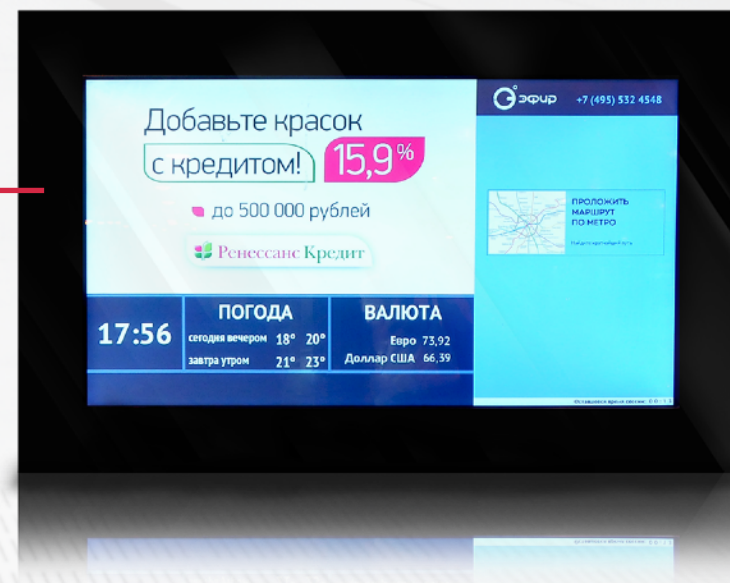 Добавьте красок
с кредитом! 15,9%
до 500 000 рублей
Ренессанс Кредит
17:56
ПОГОДА
сегодня вечером 18° 20°
завтра утром 21° 23°
ВАЛЮТА
Евро 73,92
Доллар США 66,39
эфир +7 (495) 532 4548
ПРОЛОЖИТЬ
МАРШРУТ
ПО МЕТРО